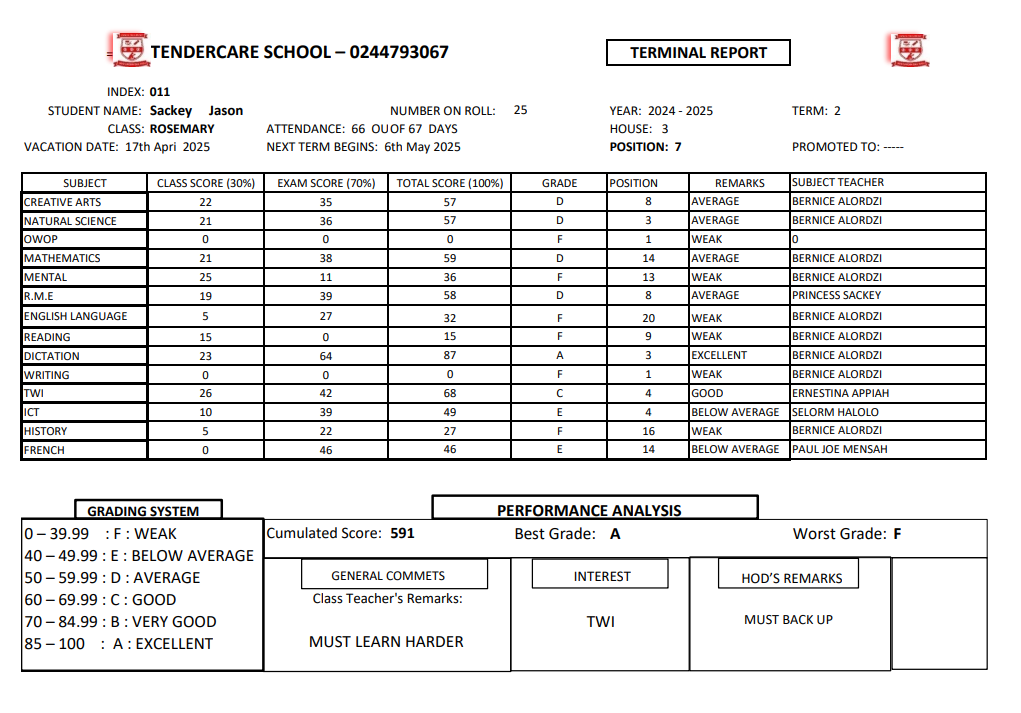 TENDERCARE SCHOOL – 0244793067 TERMINAL REPORT
INDEX: 011
STUDENT NAME: Sackey Jason NUMBER ON ROLL: 25 YEAR: 2024 - 2025 TERM: 2
CLASS: ROSEMARY ATTENDANCE: 66 OU OF 67 DAYS HOUSE: 3
VACATION DATE: 17th Apri 2025 NEXT TERM BEGINS: 6th May 2025 POSITION: 7 PROMOTED TO: -----
SUBJECT CLASS SCORE (30%) EXAM SCORE (70%) TOTAL SCORE (100%) GRADE POSITION REMARKS SUBJECT TEACHER
CREATIVE ARTS 22 35 57 D 8 AVERAGE BERNICE ALORDZI
NATURAL SCIENCE 21 36 57 D 3 AVERAGE BERNICE ALORDZI
OWOP 0 0 0 F 1 WEAK 0
MATHEMATICS 21 38 59 D 14 AVERAGE BERNICE ALORDZI
MENTAL 25 11 36 F 13 WEAK BERNICE ALORDZI
R.M.E 19 39 58 D 8 AVERAGE PRINCESS SACKEY
ENGLISH LANGUAGE 5 27 32 F 20 WEAK BERNICE ALORDZI
READING 15 0 15 F 9 WEAK BERNICE ALORDZI
DICTATION 23 64 87 A 3 EXCELLENT BERNICE ALORDZI
WRITING 0 0 0 F 1 WEAK BERNICE ALORDZI
TWI 26 42 68 C 4 GOOD ERNESTINA APPIAH
ICT 10 39 49 E 4 BELOW AVERAGE SELORM HALOLO
HISTORY 5 22 27 F 16 WEAK BERNICE ALORDZI
FRENCH 0 46 46 E 14 BELOW AVERAGE PAUL JOE MENSAH
GRADING SYSTEM
0 – 39.99 : F : WEAK
40 – 49.99 : E : BELOW AVERAGE
50 – 59.99 : D : AVERAGE
60 – 69.99 : C : GOOD
70 – 84.99 : B : VERY GOOD
85 – 100 : A : EXCELLENT
PERFORMANCE ANALYSIS
Cumulated Score: 591 Best Grade: A Worst Grade: F
GENERAL COMMETS
Class Teacher's Remarks:
MUST LEARN HARDER
INTEREST
TWI
HOD'S REMARKS
MUST BACK UP